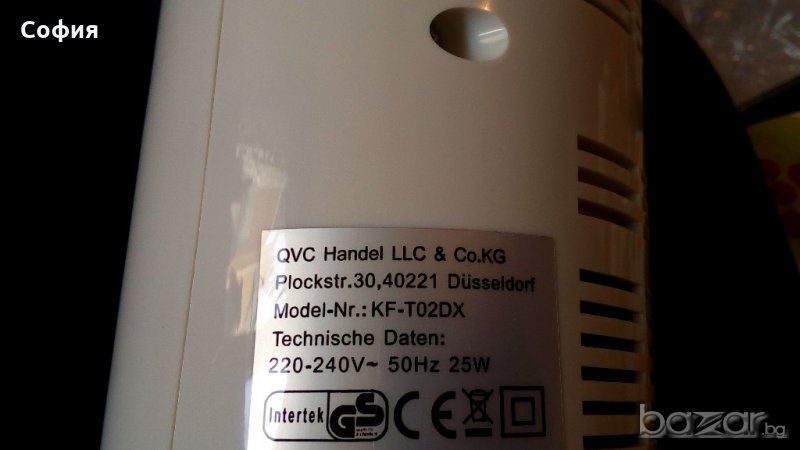 София
QVC Handel LLC & Co.KG
Plockstr.30,40221 Düsseldorf
Model-Nr.: KF-T02DX
Technische Daten:
220-240V~ 50Hz 25W
Intertek GS CE
bazar.bg